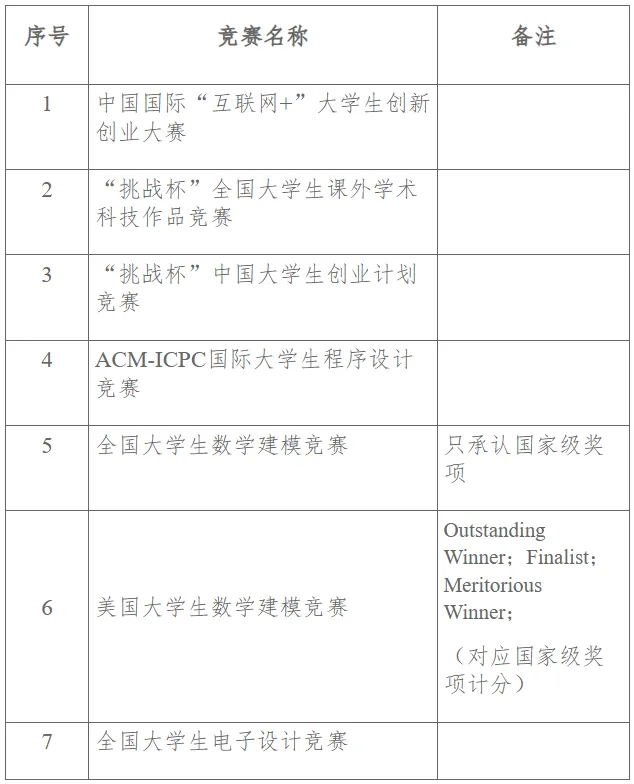 序号 竞赛名称 备注
1 中国国际“互联网+”大学生创新
创业大赛
2 “挑战杯”全国大学生课外学术
科技作品竞赛
3 “挑战杯”中国大学生创业计划
竞赛
4 ACM-ICPC国际大学生程序设计
竞赛
5 全国大学生数学建模竞赛 只承认国家级奖
项
6 美国大学生数学建模竞赛 Outstanding
Winner；Finalist；
Meritorious
Winner；
（对应国家级奖
项计分）
7 全国大学生电子设计竞赛